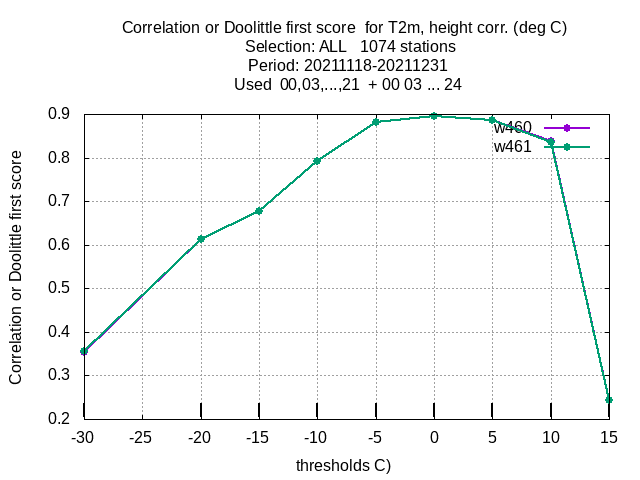 Correlation or Doolittle first score  for T2m, height corr. (deg C)
Selection: ALL   1074 stations
Period: 20211118-20211231
Used  00,03,...,21  + 00 03 ... 24
Correlation or Doolittle first score
0.9
0.8
0.7
0.6
0.5
0.4
0.3
0.2
w460
w461
-30 -25 -20 -15 -10 -5 0 5 10 15
thresholds C)